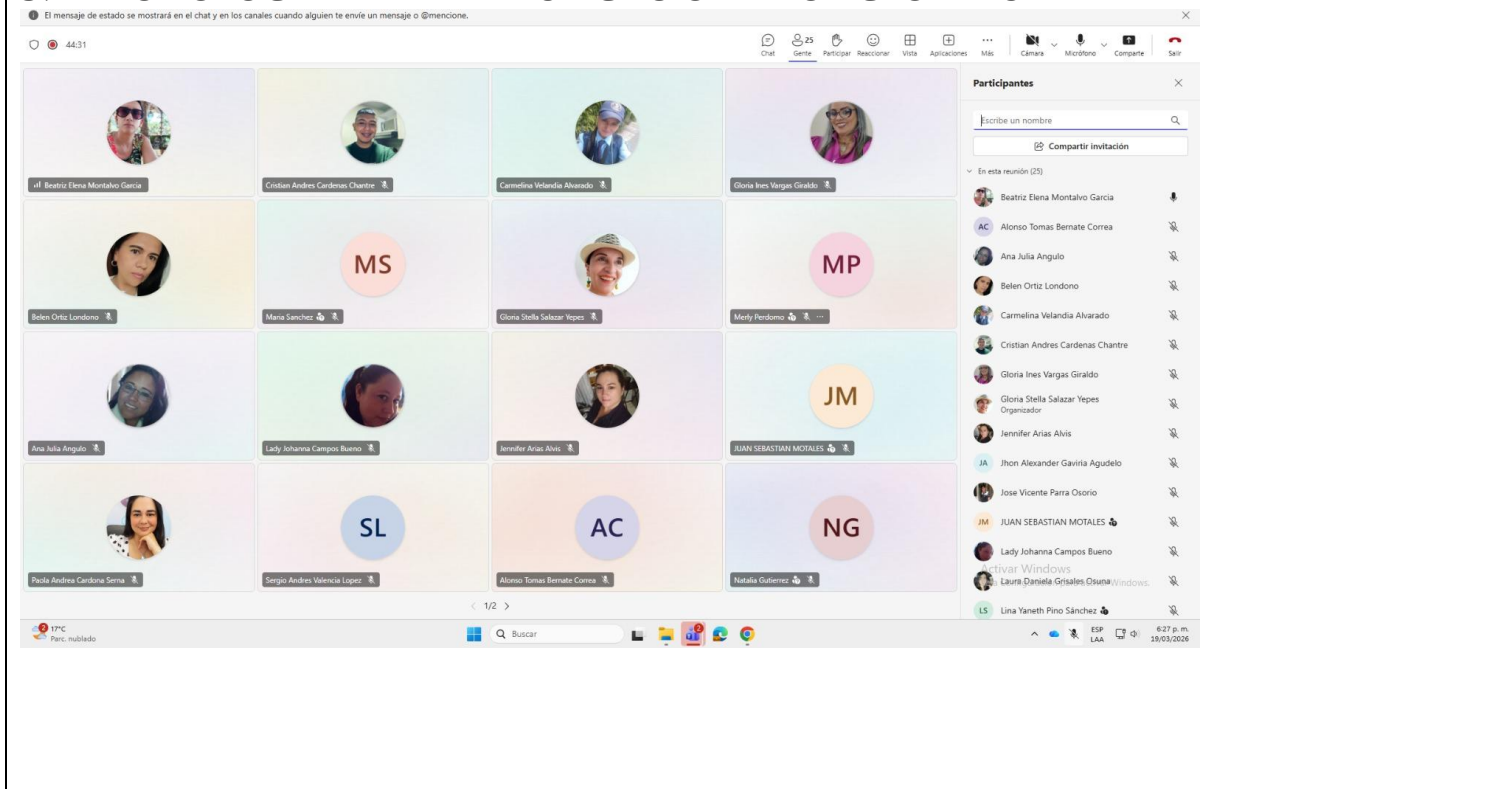 El mensaje de estado se mostrará en el chat y en los canales cuando alguien te envíe un mensaje o @mencione.
44:31
25
Chat Gente Participar Reaccionar Vista Aplicaciones Más Cámara Micrófono Comparte Salir
Beatriz Elena Montalvo Garcia
Cristian Andres Cardenas Chantre
Carmelina Velandia Alvarado
Gloria Ines Vargas Giraldo
MS
MP
Belen Ortiz Londono
Maria Sanchez
Gloria Stella Salazar Yepes
Merly Perdomo
JM
Ana Julia Angulo
Lady Johanna Campos Bueno
Jennifer Arias Alvis
JUAN SEBASTIAN MOTALES
SL
AC
NG
Paola Andrea Cardona Serna
Sergio Andres Valencia Lopez
Alonso Tomas Bernate Correa
Natalia Gutierrez
1/2
Participantes
Escribe un nombre
Compartir invitación
En esta reunión (25)
Beatriz Elena Montalvo Garcia
AC Alonso Tomas Bernate Correa
Ana Julia Angulo
Belen Ortiz Londono
Carmelina Velandia Alvarado
Cristian Andres Cardenas Chantre
Gloria Ines Vargas Giraldo
Gloria Stella Salazar Yepes
Organizador
Jennifer Arias Alvis
JA Jhon Alexander Gaviria Agudelo
Jose Vicente Parra Osorio
JM JUAN SEBASTIAN MOTALES
Lady Johanna Campos Bueno
Activar Windows
Laura Daniela Grisales Osuna
Windows.
LS Lina Yaneth Pino Sánchez
2
17°C
Parc. nublado
Buscar
2
ESP
LAA
6:27 p. m.
19/03/2026